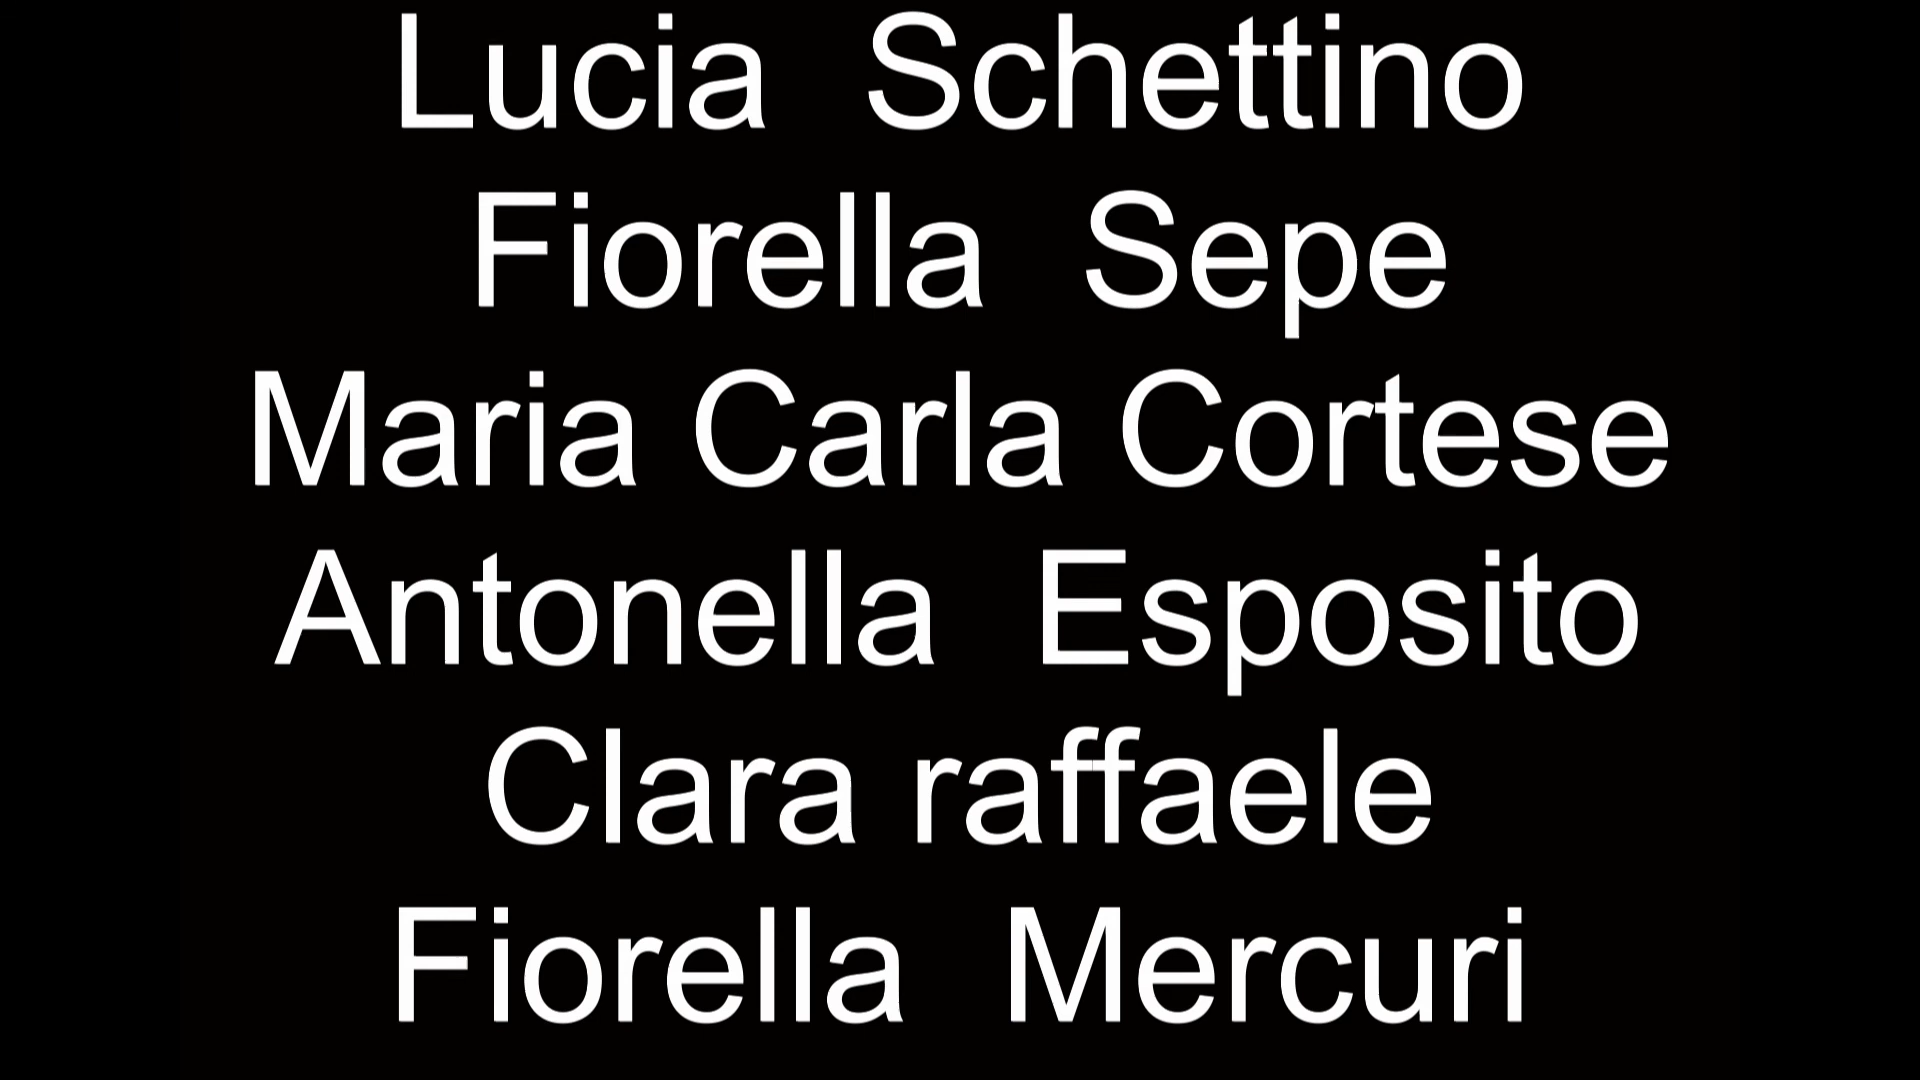 Lucia  Schettino
Fiorella  Sepe
Maria Carla Cortese
Antonella  Esposito
Clara raffaele
Fiorella  Mercuri